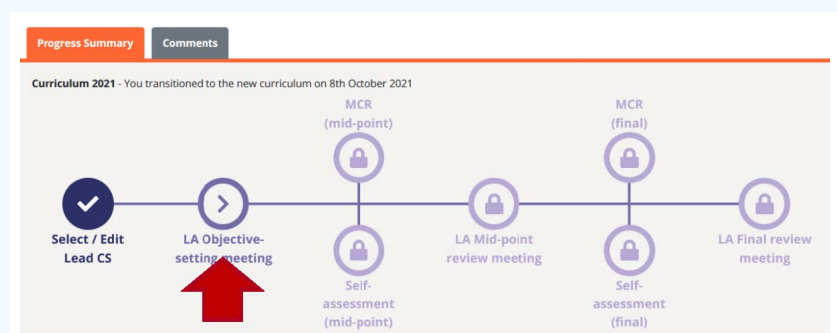 Progress Summary
Comments
Curriculum 2021 - You transitioned to the new curriculum on 8th October 2021
MCR
(mid-point)
MCR
(final)
Select / Edit
Lead CS
LA Objective-
setting meeting
LA Mid-point
review meeting
LA Final review
meeting
Self-
assessment
(mid-point)
Self-
assessment
(final)